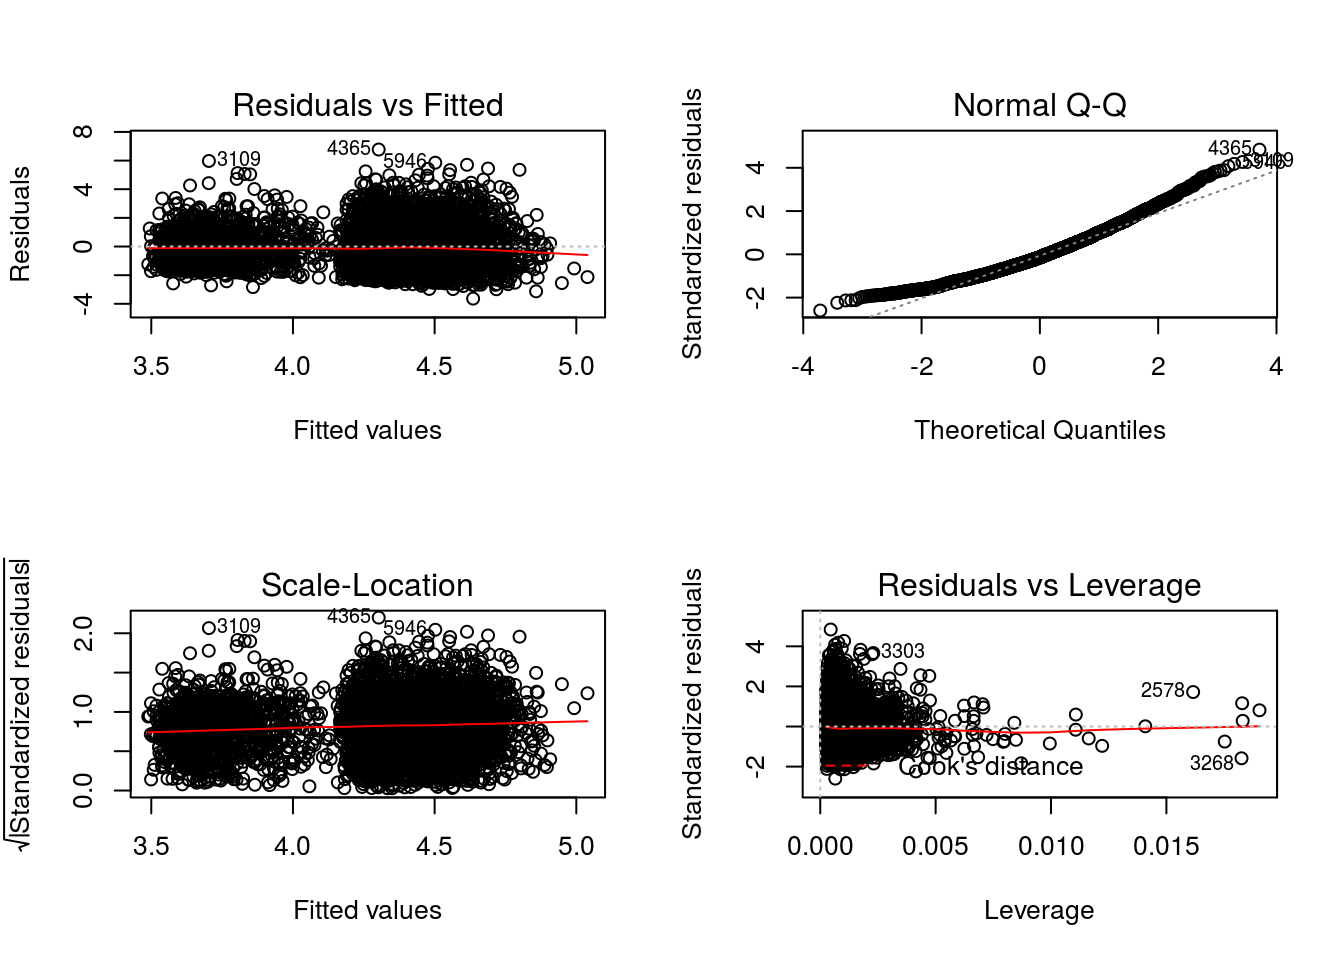 Residuals vs Fitted
Residuals
8
4
0
-4
3109
4365
5946
3.5 4.0 4.5 5.0
Fitted values
Normal Q-Q
Standardized residuals
4
2
0
-2
4365
5946
3109
-4 -2 0 2 4
Theoretical Quantiles
Scale-Location
√|Standardized residuals|
2.0
1.0
0.0
3109
4365
5946
3.5 4.0 4.5 5.0
Fitted values
Residuals vs Leverage
Standardized residuals
4
2
-2
3303
2578
3268
Cook's distance
0.000 0.005 0.010 0.015
Leverage